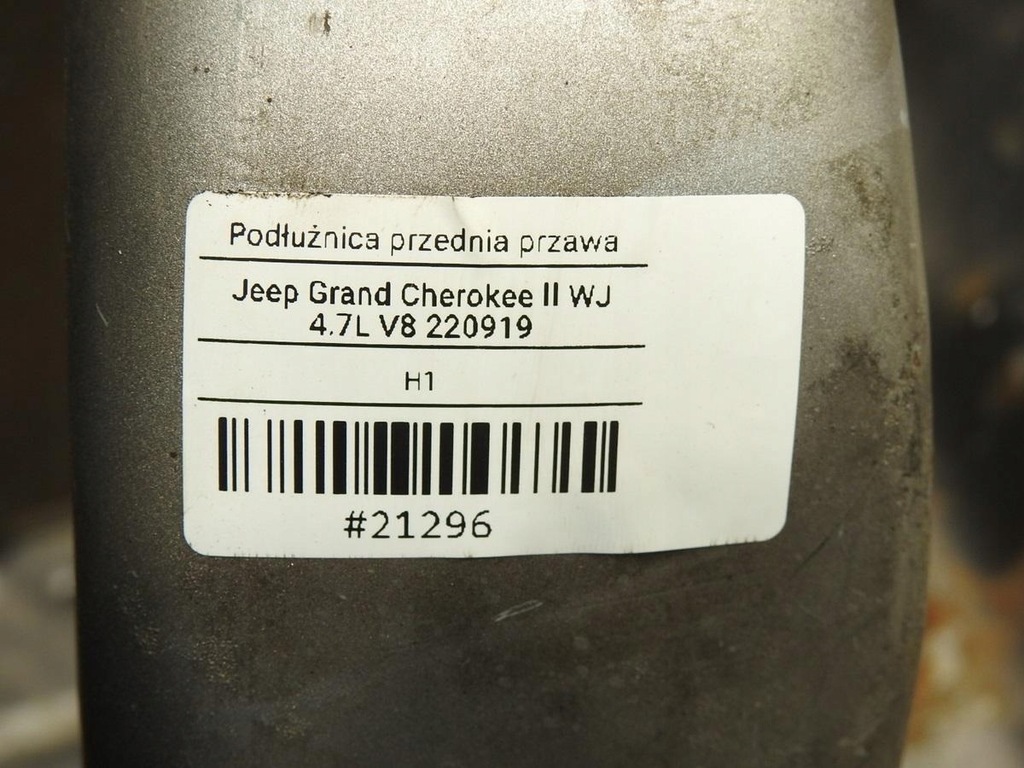 Podłużnica przednia przawa
Jeep Grand Cherokee II WJ
4.7L V8 220919
H1
#21296